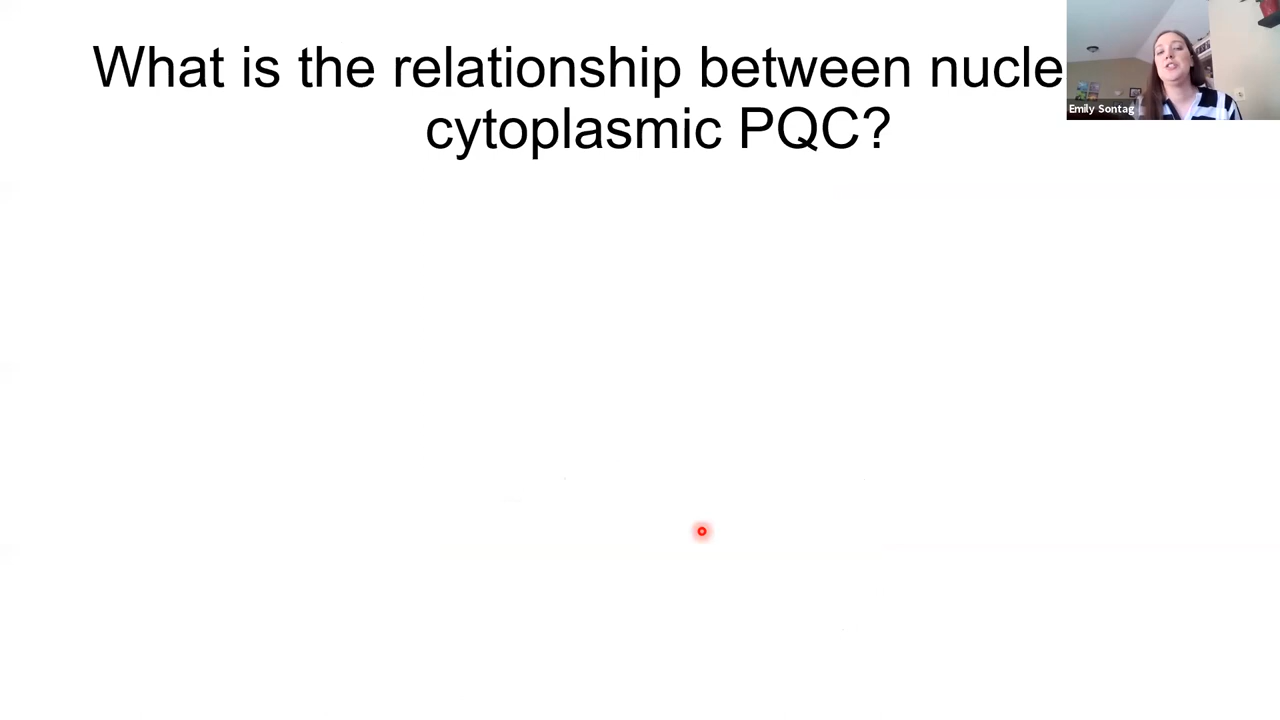 What is the relationship between nucle
cytoplasmic PQC?
Emily Sontag